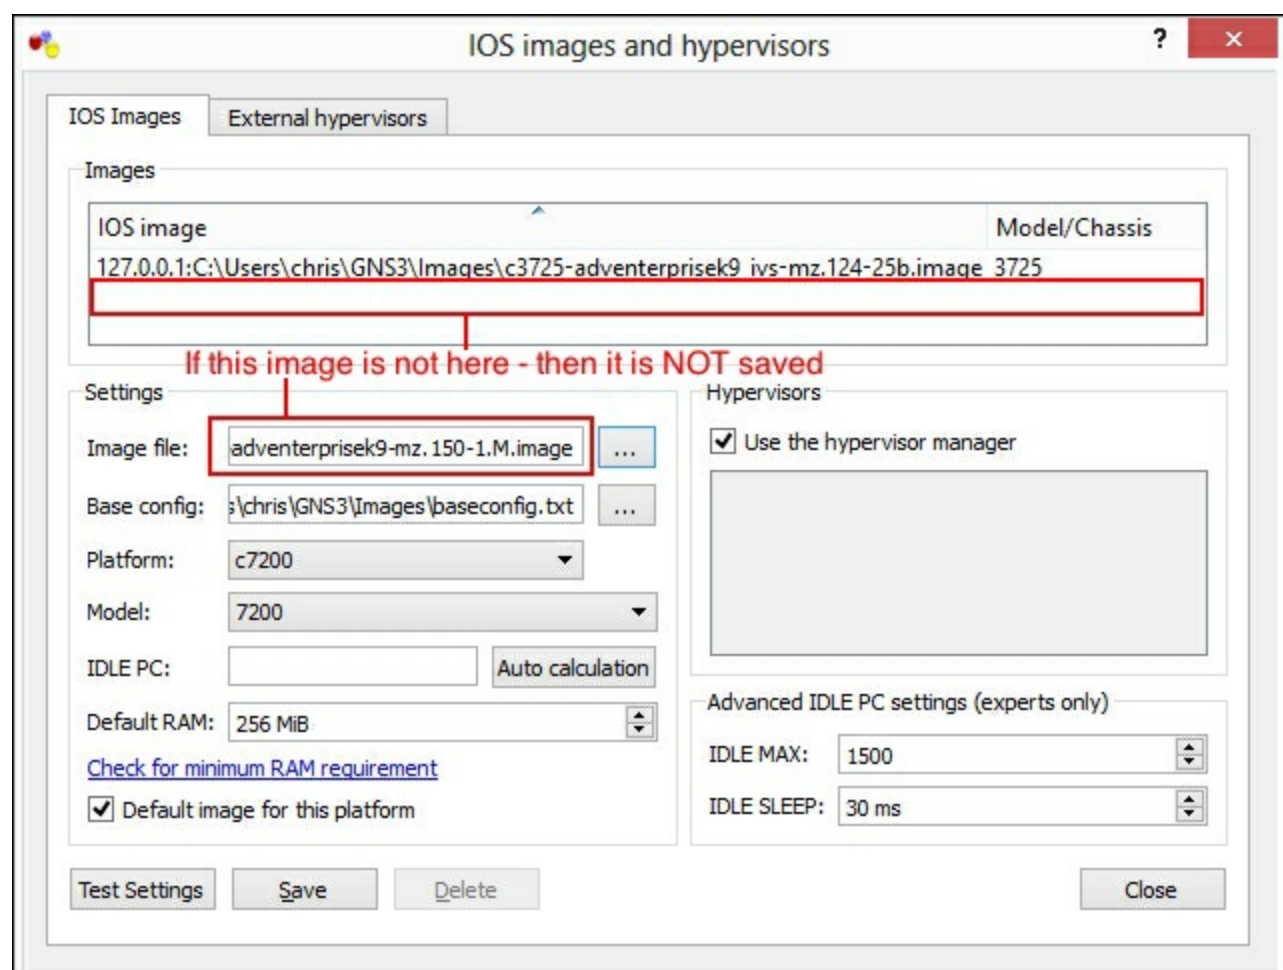 IOS images and hypervisors ?
IOS Images External hypervisors
Images
IOS image Model/Chassis
127.0.0.1:C:\Users\chris\GNS3\Images\c3725-adventerprisek9_ivs-mz.124-25b.image 3725
If this image is not here - then it is NOT saved
Settings
Image file: adventerprisek9-mz.150-1.M.image ...
Base config: s\chris\GNS3\Images\baseconfig.txt ...
Platform: c7200
Model: 7200
IDLE PC: Auto calculation
Default RAM: 256 MiB
Check for minimum RAM requirement
Default image for this platform
Hypervisors
Use the hypervisor manager
Advanced IDLE PC settings (experts only)
IDLE MAX: 1500
IDLE SLEEP: 30 ms
Test Settings Save Delete Close